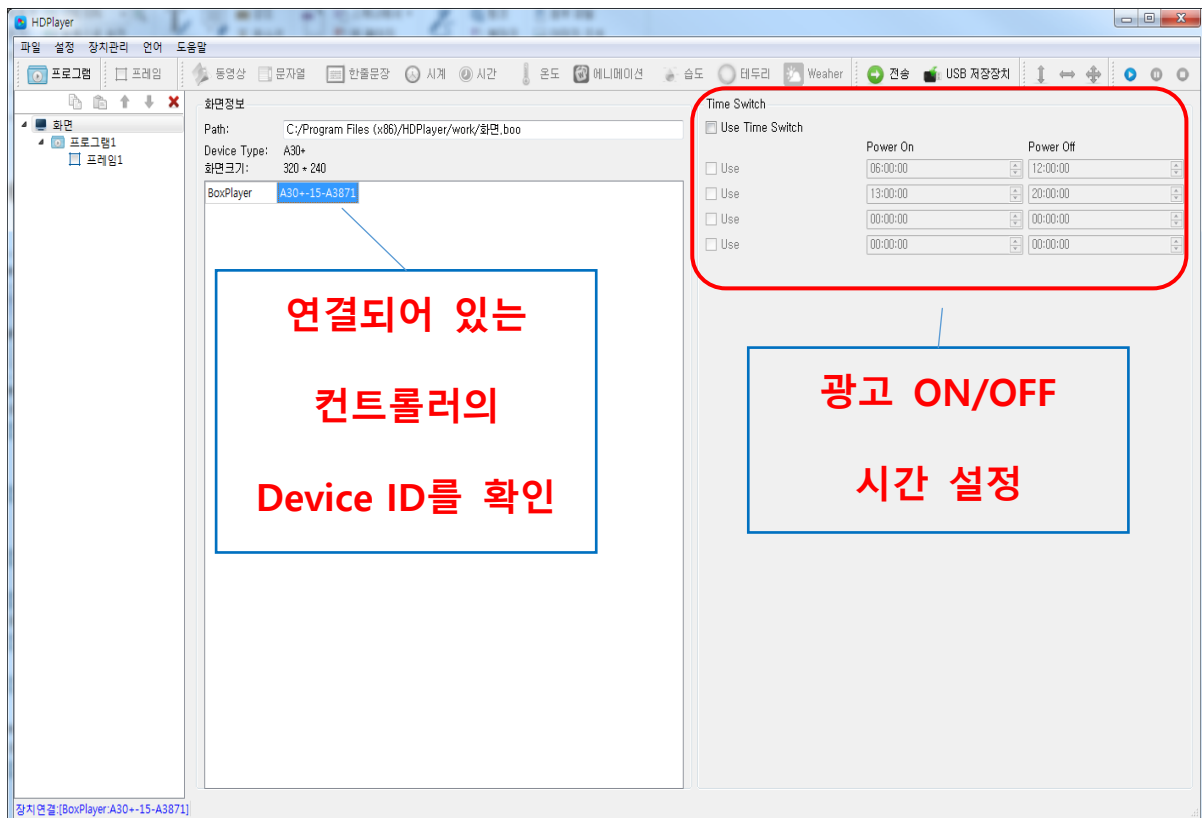 HDPlayer
파일 설정 장치관리 언어 도움말
프로그램 프레임 동영상 문자열 한줄문장 시계 시간 온도 에니메이션 습도 테두리 Weaher 전송 USB 저장장치
화면
프로그램1
프레임1
화면정보
Path: C:/Program Files (x86)/HDPlayer/work/화면.boo
Device Type: A30+
화면크기: 320 * 240
BoxPlayer A30+-15-A3871
연결되어 있는
컨트롤러의
Device ID를 확인
Time Switch
Use Time Switch
Power On Power Off
Use 06:00:00 12:00:00
Use 13:00:00 20:00:00
Use 00:00:00 00:00:00
Use 00:00:00 00:00:00
광고 ON/OFF
시간 설정
장치연결:[BoxPlayer:A30+-15-A3871]